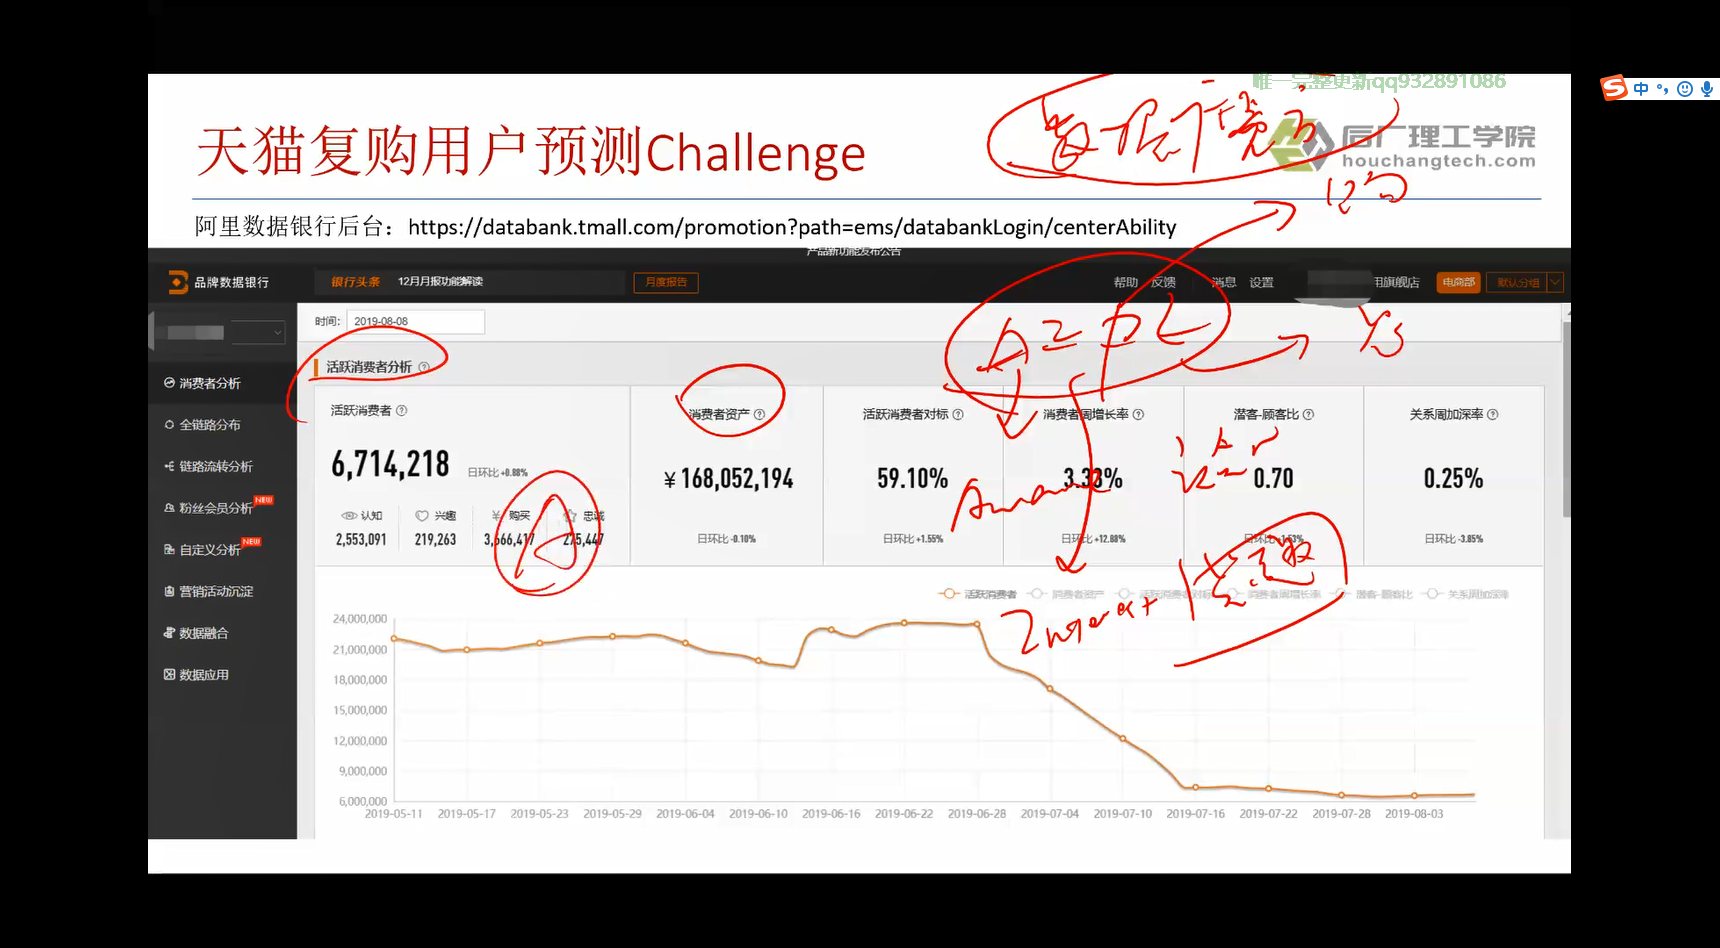 唯一完整更新qq932891086
中
天猫复购用户预测Challenge
后厂理工学院
houchangtech.com
阿里数据银行后台：https://databank.tmall.com/promotion?path=ems/databankLogin/centerAbility
产品新功能发布公告
品牌数据银行
银行头条 12月月报功能解读 月度报告
帮助 反馈 消息 设置 旗舰店 电商部 默认分组
时间： 2019-08-08
活跃消费者分析
A I P L
消费者分析
全链路分布
链路流转分析
粉丝会员分析 NEW
自定义分析 NEW
营销活动沉淀
数据融合
数据应用
活跃消费者
6,714,218 日环比 +0.88%
认知 兴趣 购买 忠诚
2,553,091 219,263 3,666,417 275,447
消费者资产
¥168,052,194
日环比 -0.10%
活跃消费者对标
59.10%
日环比 +1.55%
消费者周增长率
3.33%
日环比 +12.88%
潜客-顾客比
0.70
日环比 -1.53%
关系周加深率
0.25%
日环比 -3.85%
A
Interest
兴趣
活跃消费者 消费者资产 活跃消费者对标 消费者周增长率 潜客-顾客比 关系周加深率
24,000,000
21,000,000
18,000,000
15,000,000
12,000,000
9,000,000
6,000,000
2019-05-11 2019-05-17 2019-05-23 2019-05-29 2019-06-04 2019-06-10 2019-06-16 2019-06-22 2019-06-28 2019-07-04 2019-07-10 2019-07-16 2019-07-22 2019-07-28 2019-08-03